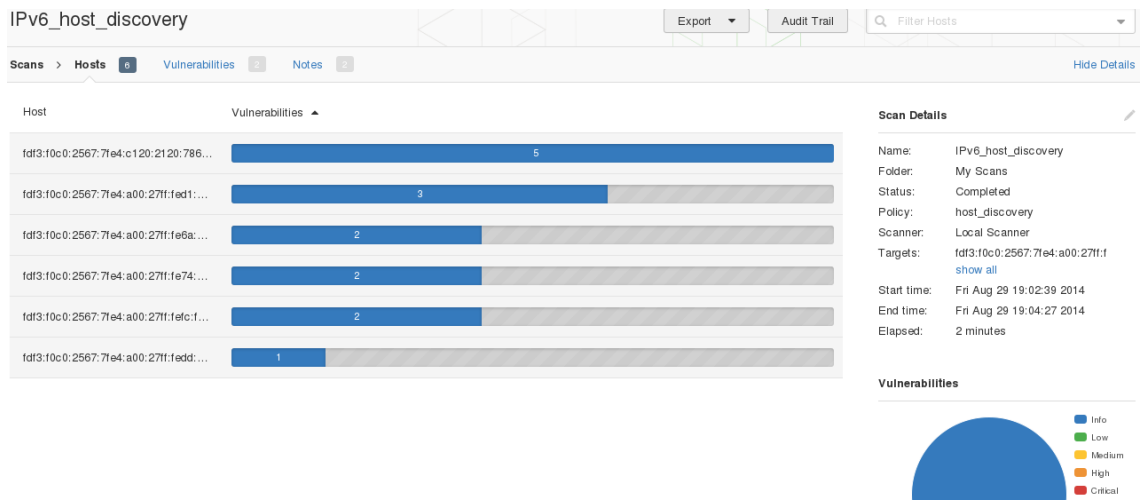 IPv6_host_discovery
Export
Audit Trail
Filter Hosts
Scans > Hosts 6 Vulnerabilities 2 Notes 2 Hide Details
Host Vulnerabilities
fdf3:f0c0:2567:7fe4:c120:2120:786... 5
fdf3:f0c0:2567:7fe4:a00:27ff:fed1:... 3
fdf3:f0c0:2567:7fe4:a00:27ff:fe6a:... 2
fdf3:f0c0:2567:7fe4:a00:27ff:fe74:... 2
fdf3:f0c0:2567:7fe4:a00:27ff:fefc:f... 2
fdf3:f0c0:2567:7fe4:a00:27ff:fedd:... 1
Scan Details
Name: IPv6_host_discovery
Folder: My Scans
Status: Completed
Policy: host_discovery
Scanner: Local Scanner
Targets: fdf3:f0c0:2567:7fe4:a00:27ff:f
show all
Start time: Fri Aug 29 19:02:39 2014
End time: Fri Aug 29 19:04:27 2014
Elapsed: 2 minutes
Vulnerabilities
Info
Low
Medium
High
Critical